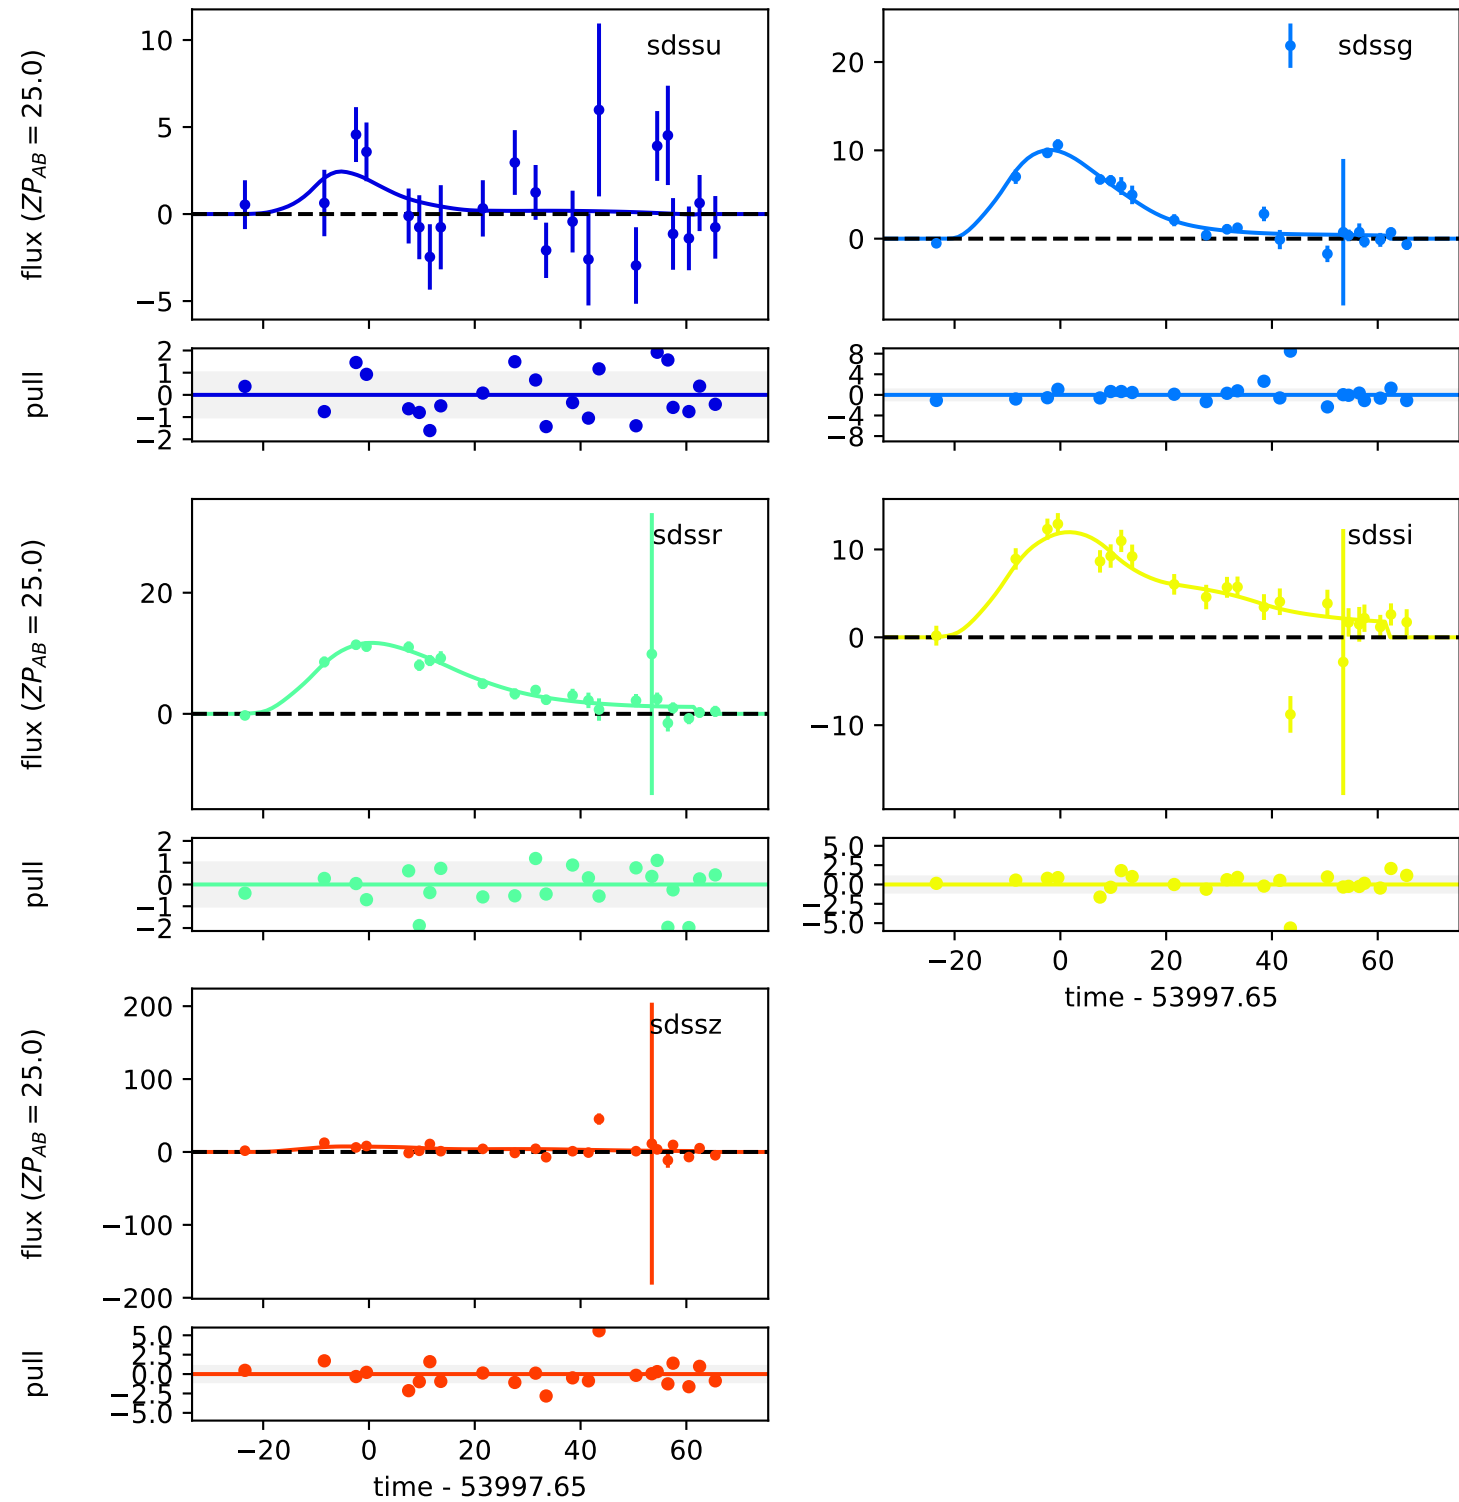 flux (ZP_AB = 25.0)
10
5
0
−5
sdssu
20
10
0
sdssg
pull
2
1
0
−1
−2
8
4
0
−4
−8
flux (ZP_AB = 25.0)
20
0
sdssr
10
0
−10
sdssi
pull
2
1
0
−1
−2
5.0
2.5
0.0
−2.5
−5.0
−20 0 20 40 60
time - 53997.65
flux (ZP_AB = 25.0)
200
100
0
−100
−200
sdssz
pull
5.0
2.5
0.0
−2.5
−5.0
−20 0 20 40 60
time - 53997.65